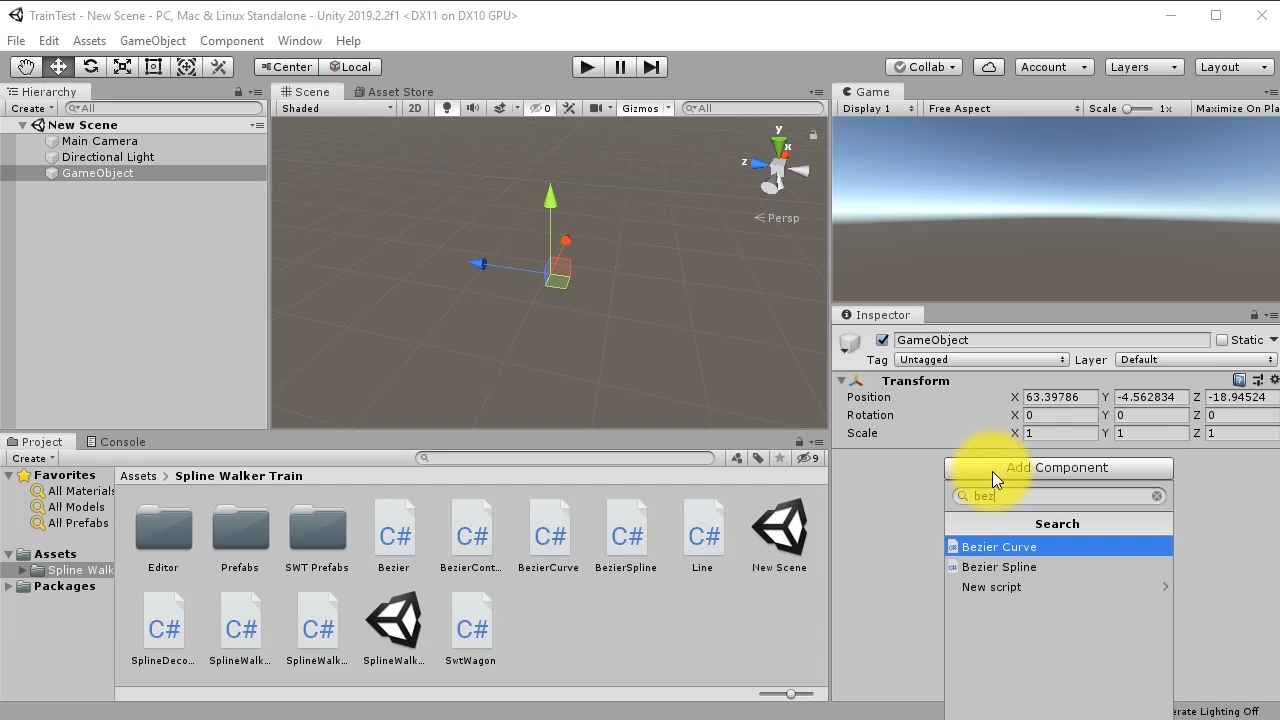 TrainTest - New Scene - PC, Mac & Linux Standalone - Unity 2019.2.2f1 <DX11 on DX10 GPU>
File Edit Assets GameObject Component Window Help
Center Local Collab Account Layers Layout
Hierarchy
Create All
New Scene
Main Camera
Directional Light
GameObject
Scene Asset Store
Shaded 2D 0 Gizmos All
y
x
z
Persp
Game
Display 1 Free Aspect Scale 1x Maximize On Pla
Inspector
GameObject Static
Tag Untagged Layer Default
Transform
Position X 63.39786 Y -4.562834 Z -18.94524
Rotation X 0 Y 0 Z 0
Scale X 1 Y 1 Z 1
Add Component
bez
Search
Bezier Curve
Bezier Spline
New script
Project Console
Create 9
Favorites
All Materials
All Models
All Prefabs
Assets
Spline Walk
Packages
Assets Spline Walker Train
Editor Prefabs SWT Prefabs Bezier BezierCont... BezierCurve BezierSpline Line New Scene
C# C# C# C# C#
SplineDeco... SplineWalk... SplineWalk... SplineWalk... SwtWagon
C# C# C# C#
erate Lighting Off